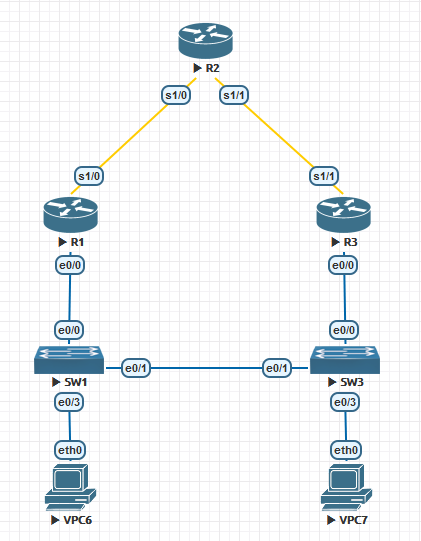 R2
s1/0
s1/1
s1/0
s1/1
R1
R3
e0/0
e0/0
e0/0
e0/0
e0/1
e0/1
SW1
SW3
e0/3
e0/3
eth0
eth0
VPC6
VPC7